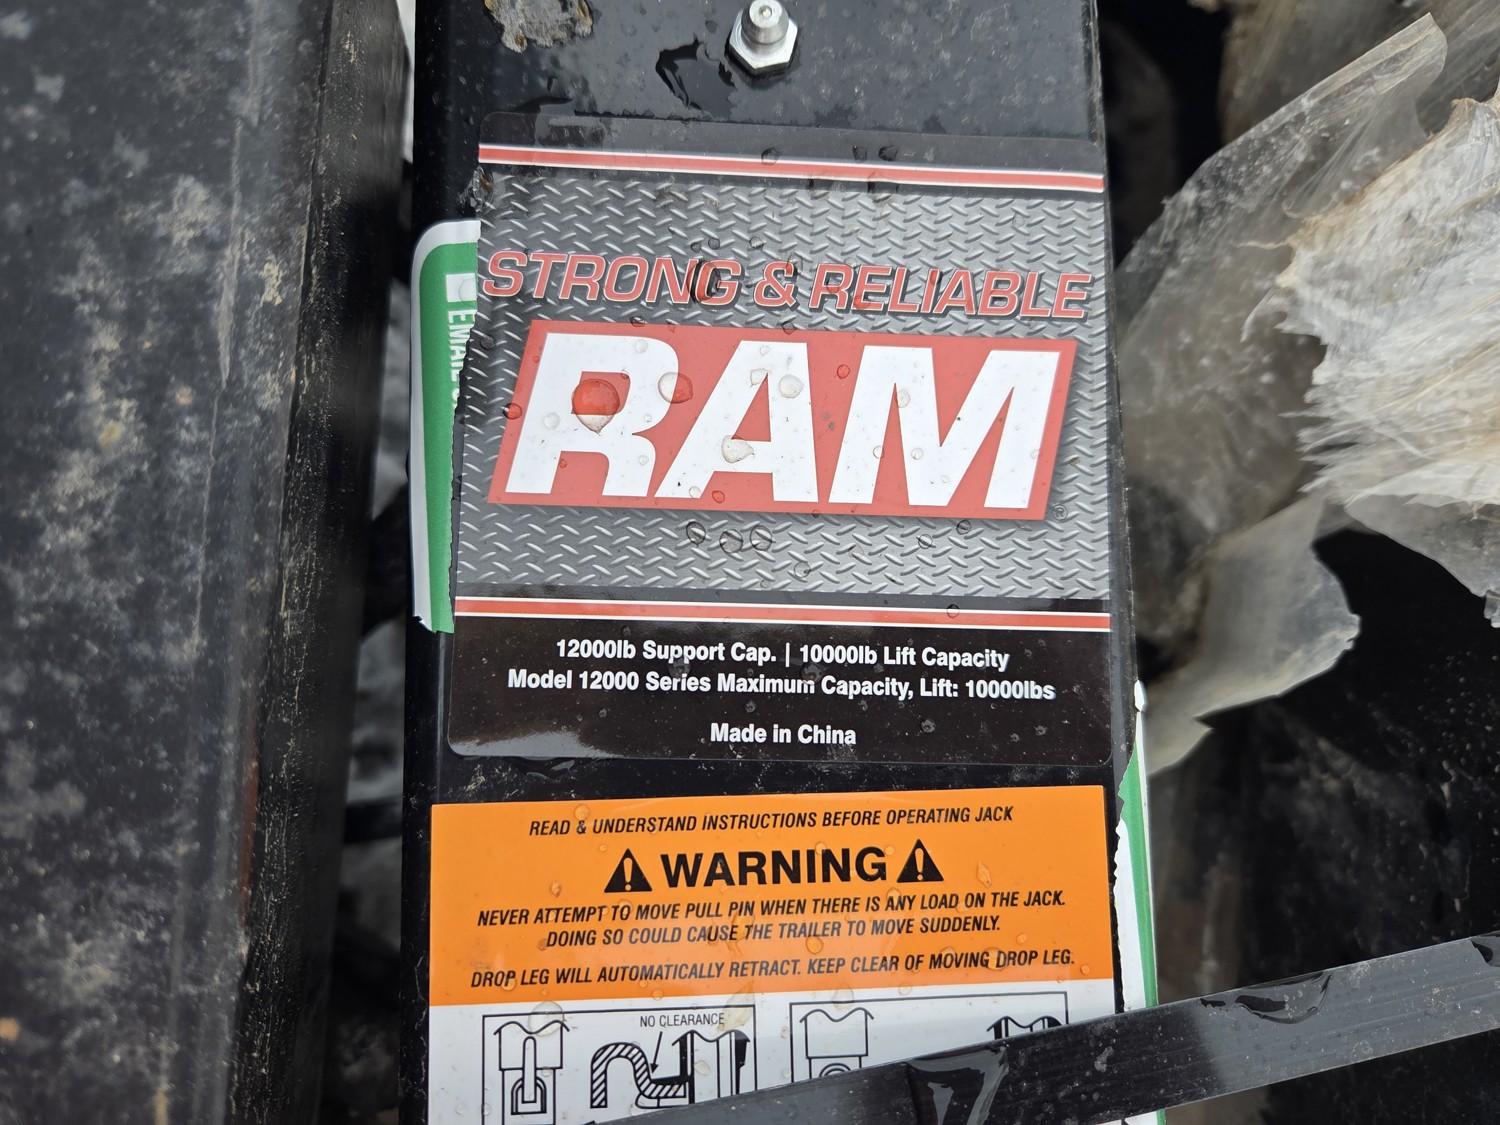 STRONG & RELIABLE
RAM
®
12000lb Support Cap. | 10000lb Lift Capacity
Model 12000 Series Maximum Capacity, Lift: 10000lbs
Made in China
READ & UNDERSTAND INSTRUCTIONS BEFORE OPERATING JACK
WARNING
NEVER ATTEMPT TO MOVE PULL PIN WHEN THERE IS ANY LOAD ON THE JACK.
DOING SO COULD CAUSE THE TRAILER TO MOVE SUDDENLY.
DROP LEG WILL AUTOMATICALLY RETRACT. KEEP CLEAR OF MOVING DROP LEG.
NO CLEARANCE